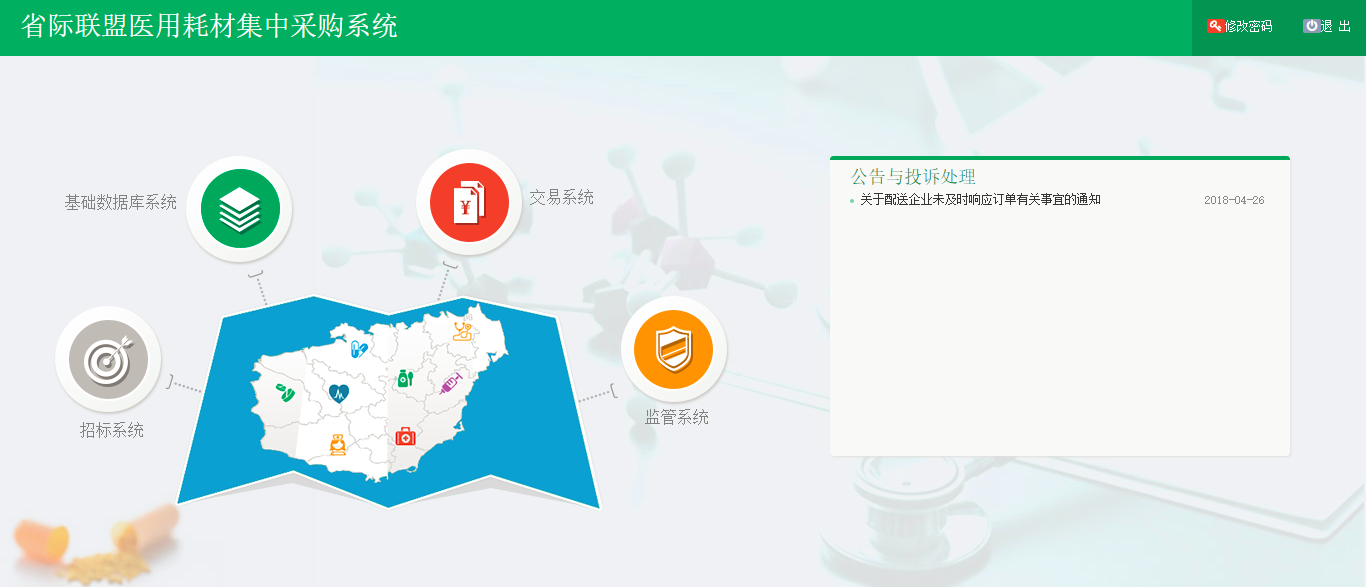 省际联盟医用耗材集中采购系统
修改密码
退 出
基础数据库系统
交易系统
招标系统
监管系统
公告与投诉处理
关于配送企业未及时响应订单有关事宜的通知 2018-04-26